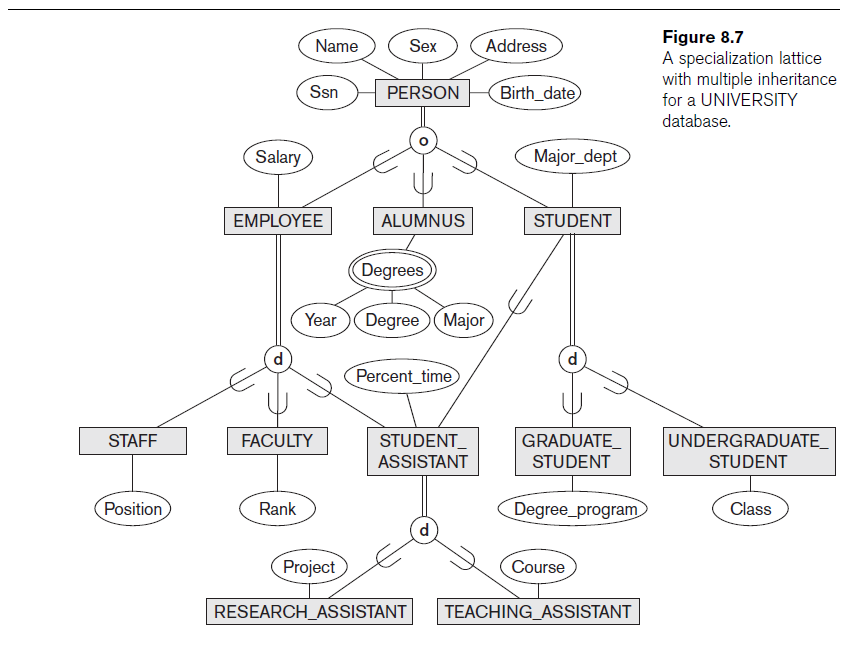 Figure 8.7
A specialization lattice
with multiple inheritance
for a UNIVERSITY
database.
Name
Sex
Address
Ssn
PERSON
Birth_date
o
Salary
Major_dept
EMPLOYEE
ALUMNUS
STUDENT
Degrees
Year
Degree
Major
d
d
Percent_time
STAFF
FACULTY
STUDENT_
ASSISTANT
GRADUATE_
STUDENT
UNDERGRADUATE_
STUDENT
Position
Rank
Degree_program
Class
d
Project
Course
RESEARCH_ASSISTANT
TEACHING_ASSISTANT